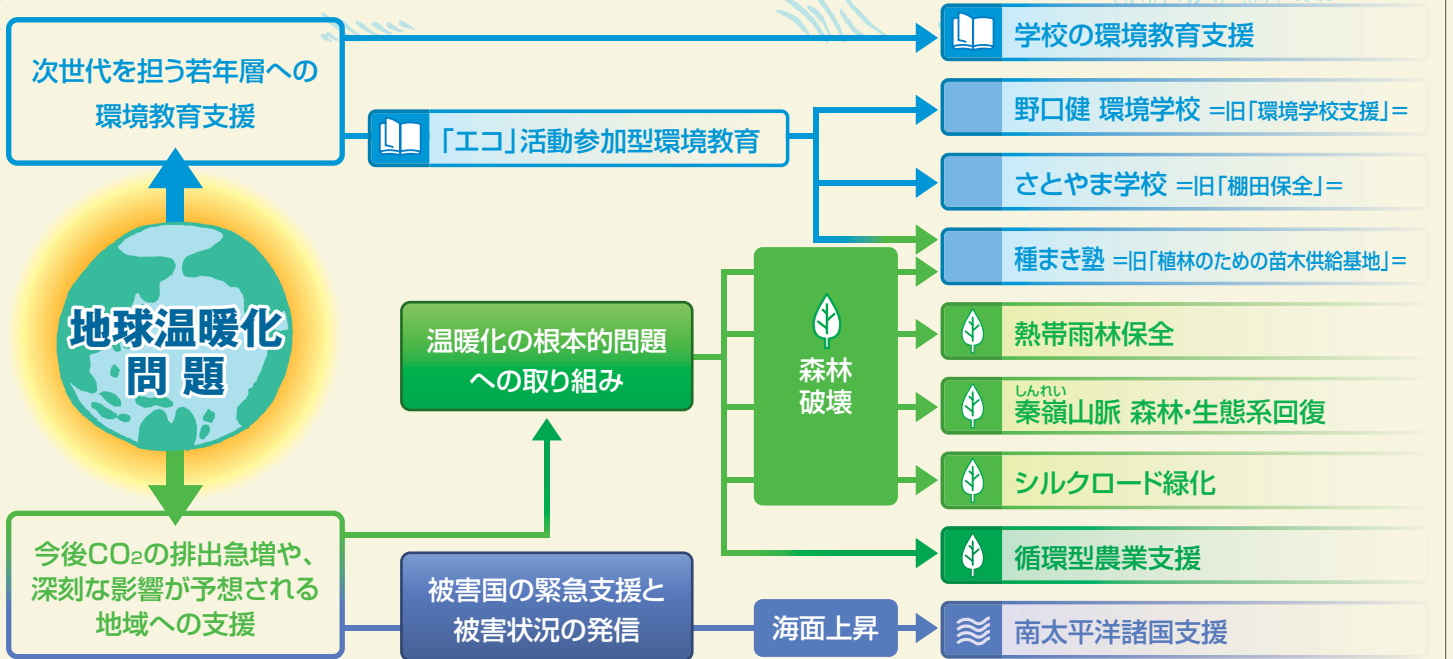 次世代を担う若年層への
環境教育支援
地球温暖化
問題
今後CO₂の排出急増や、
深刻な影響が予想される
地域への支援
「エコ」活動参加型環境教育
温暖化の根本的問題
への取り組み
被害国の緊急支援と
被害状況の発信
森林
破壊
海面上昇
学校の環境教育支援
野口健 環境学校 =旧「環境学校支援」=
さとやま学校 =旧「棚田保全」=
種まき塾 =旧「植林のための苗木供給基地」=
熱帯雨林保全
しんれい
秦嶺山脈 森林・生態系回復
シルクロード緑化
循環型農業支援
南太平洋諸国支援